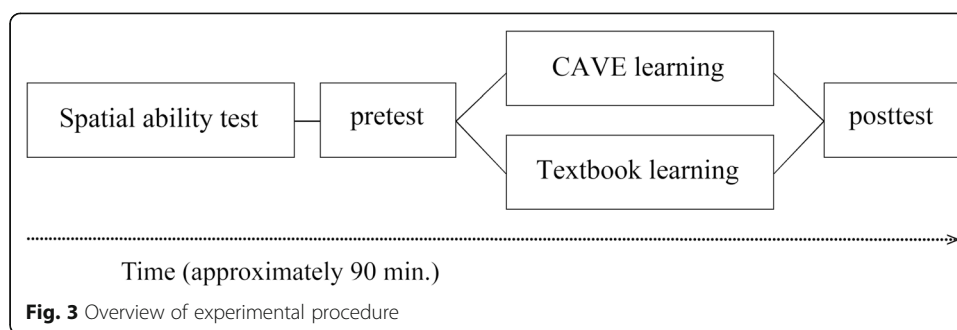 Spatial ability test
pretest
CAVE learning
Textbook learning
posttest
Time (approximately 90 min.)
Fig. 3 Overview of experimental procedure